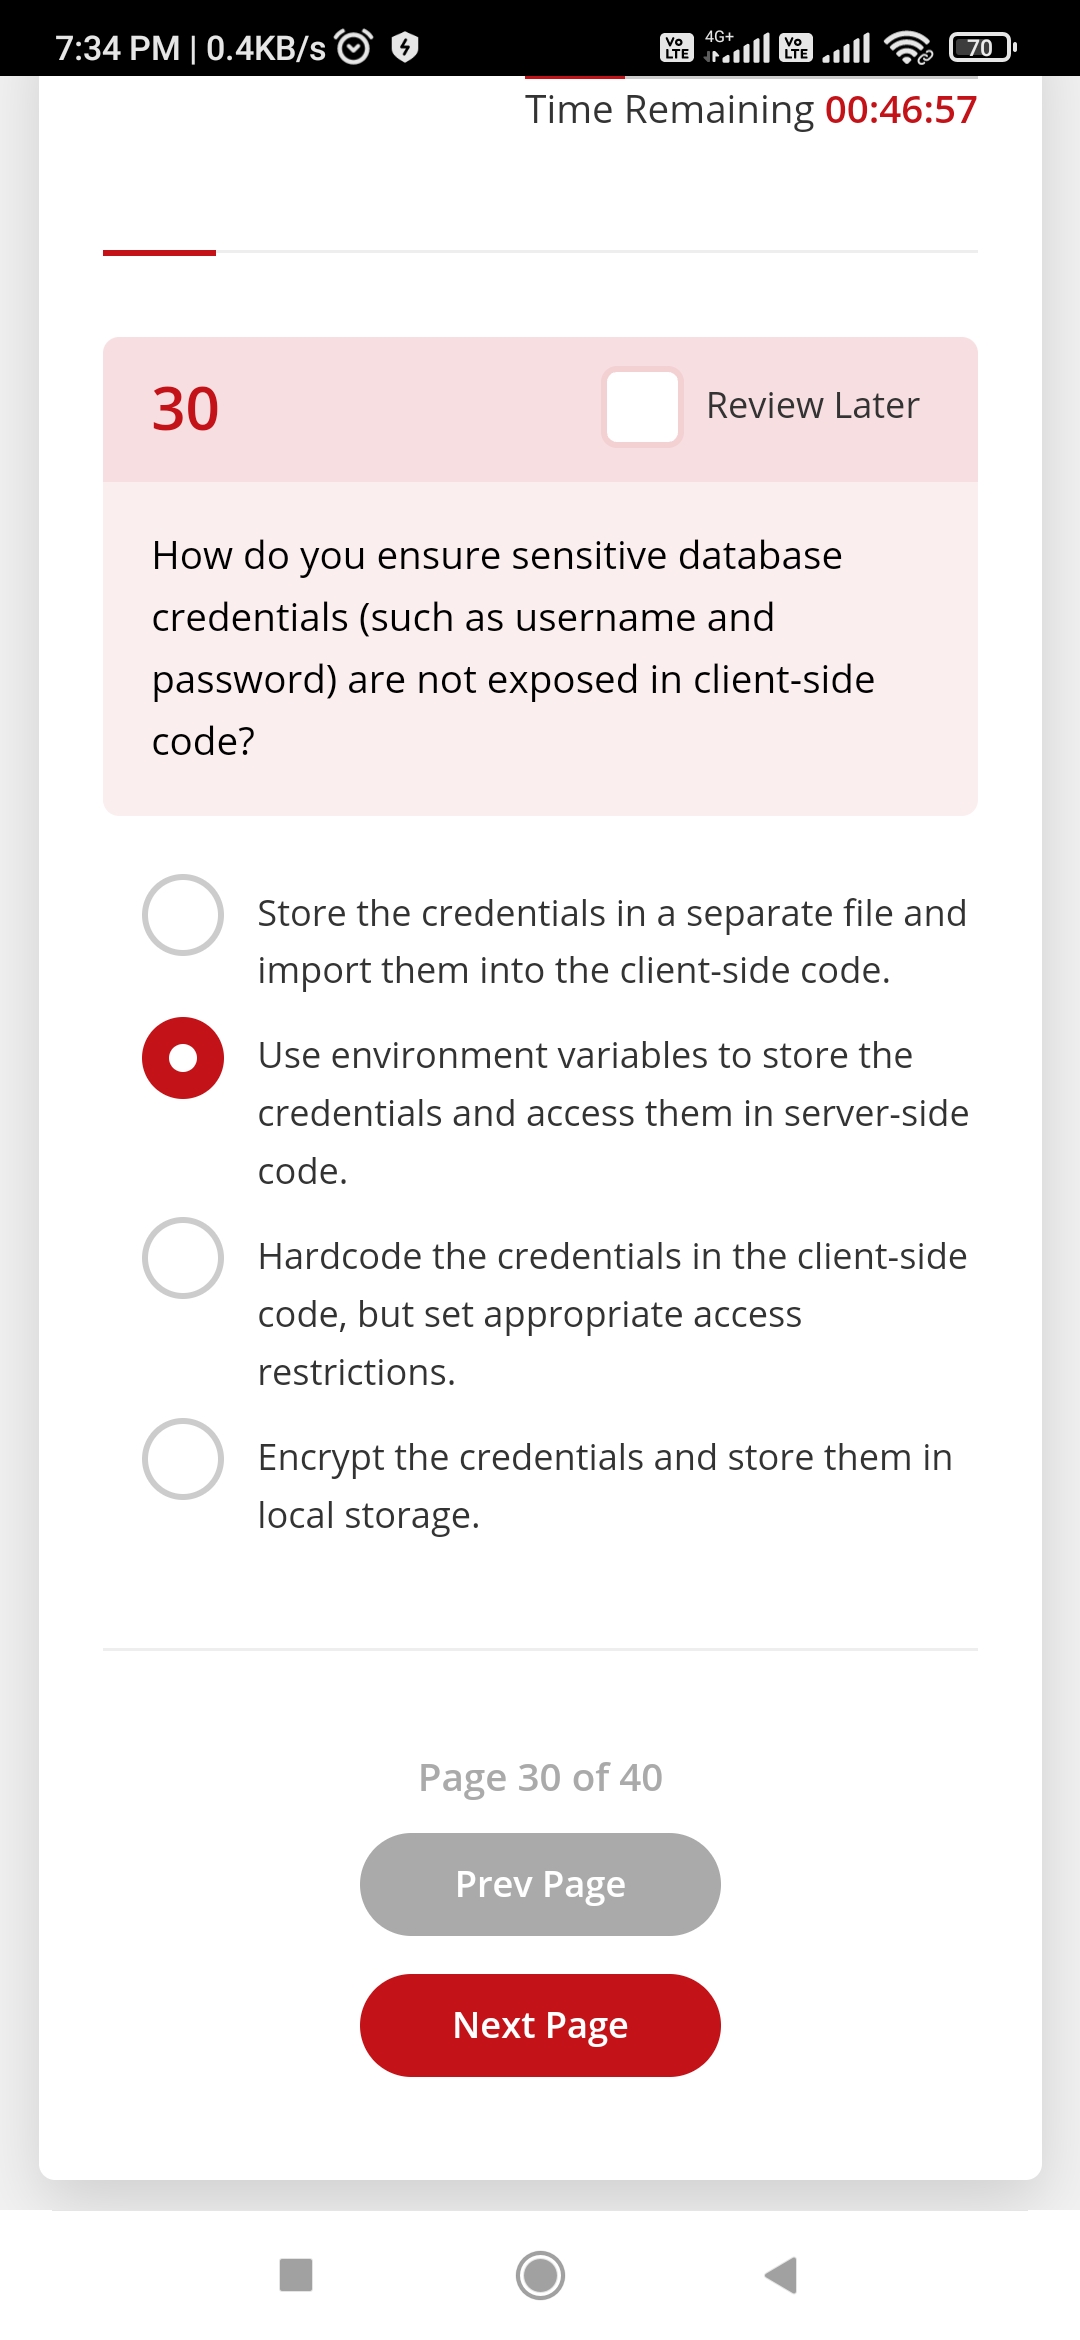 7:34 PM | 0.4KB/s
Vo LTE 4G+ Vo LTE 70
Time Remaining 00:46:57
30
Review Later
How do you ensure sensitive database
credentials (such as username and
password) are not exposed in client-side
code?
Store the credentials in a separate file and
import them into the client-side code.
Use environment variables to store the
credentials and access them in server-side
code.
Hardcode the credentials in the client-side
code, but set appropriate access
restrictions.
Encrypt the credentials and store them in
local storage.
Page 30 of 40
Prev Page
Next Page